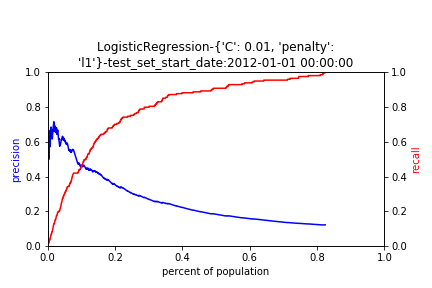 LogisticRegression-{'C': 0.01, 'penalty':
'l1'}-test_set_start_date:2012-01-01 00:00:00
1.0
0.8
0.6
0.4
0.2
0.0
precision
1.0
0.8
0.6
0.4
0.2
0.0
recall
0.0 0.2 0.4 0.6 0.8 1.0
percent of population